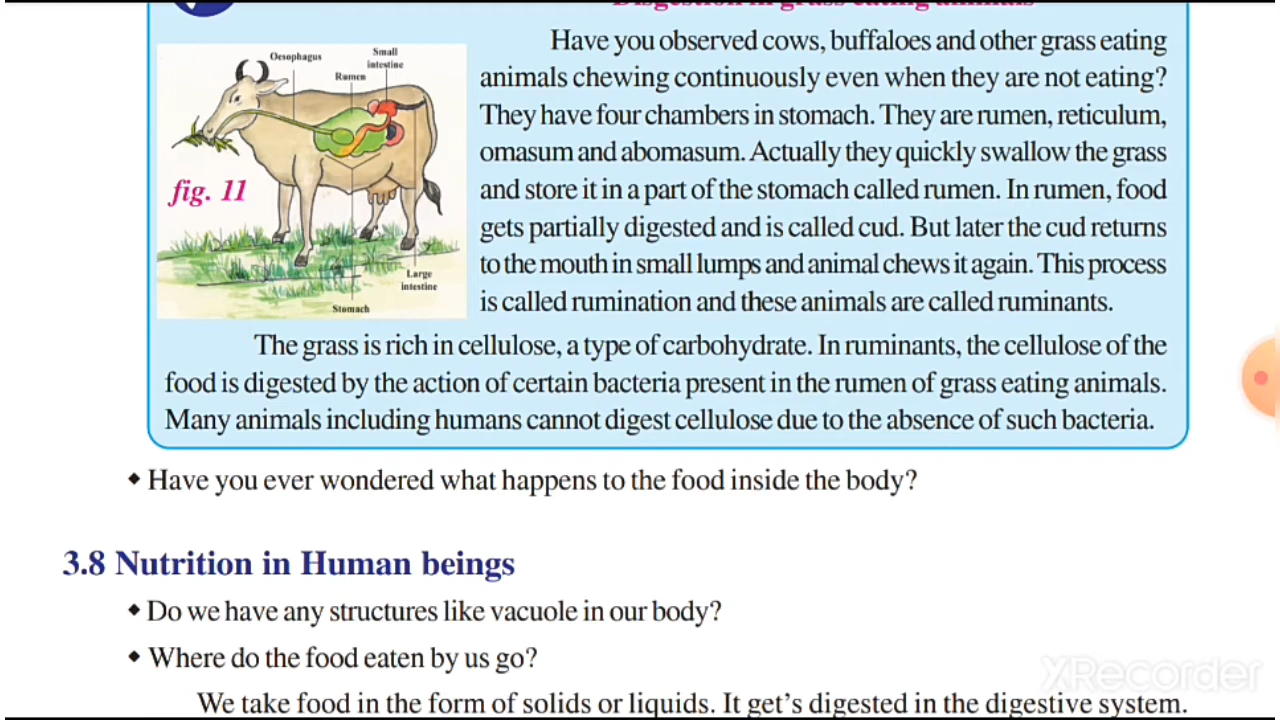 Digestion in grass eating animals
Oesophagus
Small
intestine
Rumen
fig. 11
Large
intestine
Stomach
Have you observed cows, buffaloes and other grass eating
animals chewing continuously even when they are not eating?
They have four chambers in stomach. They are rumen, reticulum,
omasum and abomasum. Actually they quickly swallow the grass
and store it in a part of the stomach called rumen. In rumen, food
gets partially digested and is called cud. But later the cud returns
to the mouth in small lumps and animal chews it again. This process
is called rumination and these animals are called ruminants.
The grass is rich in cellulose, a type of carbohydrate. In ruminants, the cellulose of the
food is digested by the action of certain bacteria present in the rumen of grass eating animals.
Many animals including humans cannot digest cellulose due to the absence of such bacteria.
◆ Have you ever wondered what happens to the food inside the body?
3.8 Nutrition in Human beings
◆ Do we have any structures like vacuole in our body?
◆ Where do the food eaten by us go?
We take food in the form of solids or liquids. It get's digested in the digestive system.
XRecorder